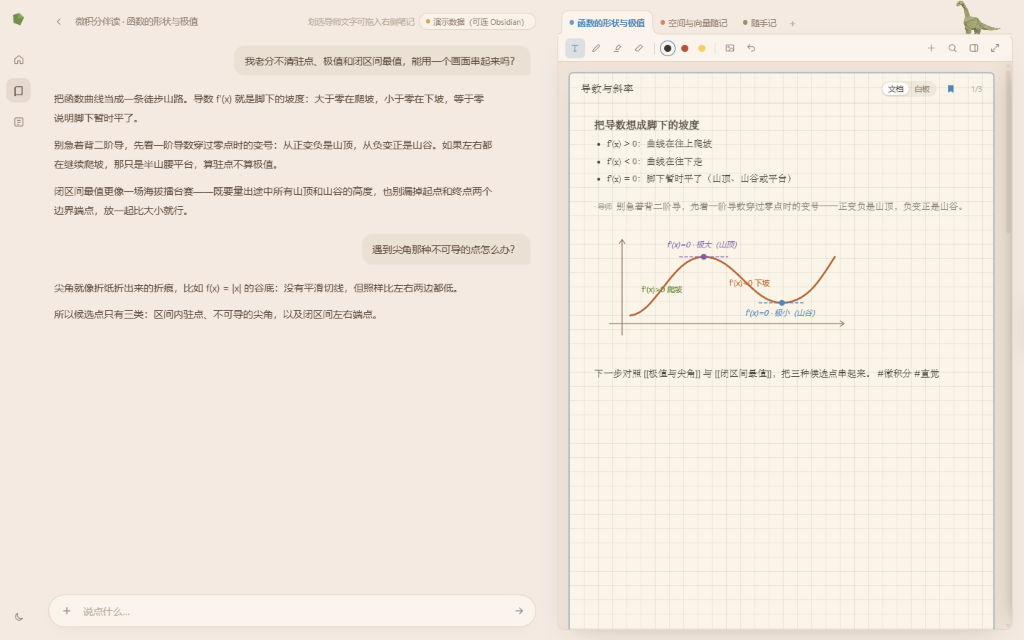 微积分伴读 · 函数的形状与极值
划选导师文字可拖入右侧笔记
演示数据（可连 Obsidian）
我老分不清驻点、极值和闭区间最值，能用一个画面串起来吗？
把函数曲线当成一条徒步山路。导数 f'(x) 就是脚下的坡度：大于零在爬坡，小于零在下坡，等于零
说明脚下暂时平了。
别急着背二阶导，先看一阶导数穿过零点时的变号：从正变负是山顶，从负变正是山谷。如果左右都
在继续爬坡，那只是半山腰平台，算驻点不算极值。
闭区间最值更像一场海拔擂台赛——既要量出途中所有山顶和山谷的高度，也别漏掉起点和终点两个
边界端点，放一起比大小就行。
遇到尖角那种不可导的点怎么办？
尖角就像折纸折出来的折痕，比如 f(x) = |x| 的谷底：没有平滑切线，但照样比左右两边都低。
所以候选点只有三类：区间内驻点、不可导的尖角，以及闭区间左右端点。
说点什么...
函数的形状与极值
空间与向量随记
随手记
导数与斜率
文档
白板
1/3
把导数想成脚下的坡度
• f'(x) > 0：曲线在往上爬坡
• f'(x) < 0：曲线在往下走
• f'(x) = 0：脚下暂时平了（山顶、山谷或平台）
导师 别急着背二阶导，先看一阶导数穿过零点时的变号——正变负是山顶，负变正是山谷。
f'(x)=0 · 极大（山顶）
f'(x)>0 爬坡
f'(x)<0 下坡
f'(x)=0 · 极小（山谷）
下一步对照 [[极值与尖角]] 与 [[闭区间最值]]，把三种候选点串起来。 #微积分 #直觉